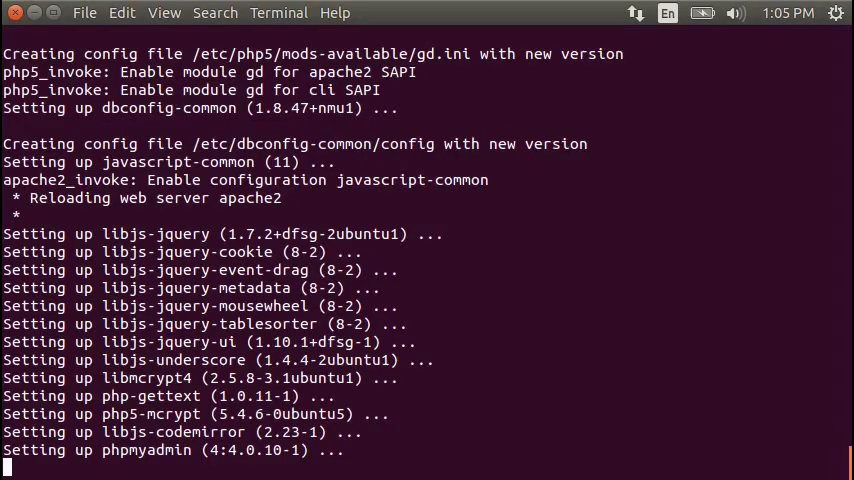 File Edit View Search Terminal Help En 1:05 PM
Creating config file /etc/php5/mods-available/gd.ini with new version
php5_invoke: Enable module gd for apache2 SAPI
php5_invoke: Enable module gd for cli SAPI
Setting up dbconfig-common (1.8.47+nmu1) ...
Creating config file /etc/dbconfig-common/config with new version
Setting up javascript-common (11) ...
apache2_invoke: Enable configuration javascript-common
 * Reloading web server apache2
 *
Setting up libjs-jquery (1.7.2+dfsg-2ubuntu1) ...
Setting up libjs-jquery-cookie (8-2) ...
Setting up libjs-jquery-event-drag (8-2) ...
Setting up libjs-jquery-metadata (8-2) ...
Setting up libjs-jquery-mousewheel (8-2) ...
Setting up libjs-jquery-tablesorter (8-2) ...
Setting up libjs-jquery-ui (1.10.1+dfsg-1) ...
Setting up libjs-underscore (1.4.4-2ubuntu1) ...
Setting up libmcrypt4 (2.5.8-3.1ubuntu1) ...
Setting up php-gettext (1.0.11-1) ...
Setting up php5-mcrypt (5.4.6-0ubuntu5) ...
Setting up libjs-codemirror (2.23-1) ...
Setting up phpmyadmin (4:4.0.10-1) ...